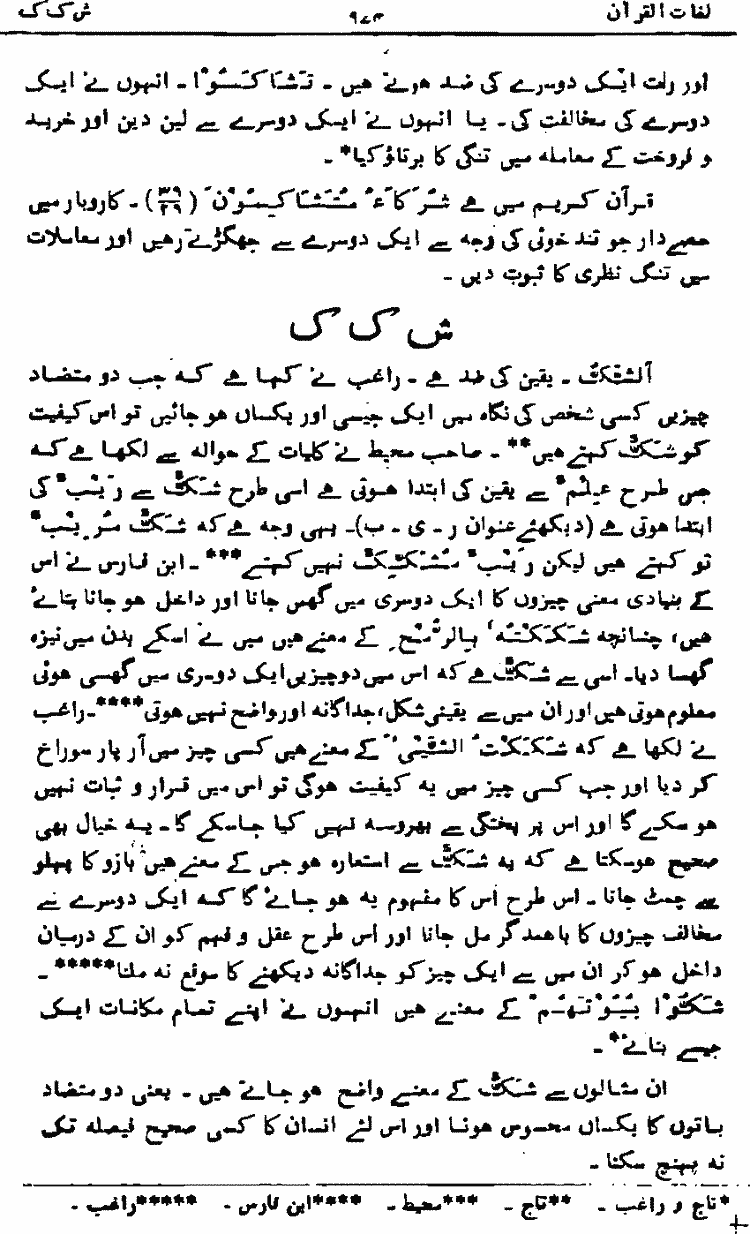 لغات القرآن ۹۷۳ ش ک ک
اور رات ایک دوسرے کی ضد ہوتے ہیں ۔ تَشَاکَسُوْا ۔ انہوں نے ایک
دوسرے کی مخالفت کی ۔ یا انہوں نے ایک دوسرے سے لین دین اور خرید
و فروخت کے معاملہ میں تنگی کا برتاؤ کیا* ۔
قرآن کریم میں ہے شُرَکَآءُ مُتَشَاکِسُوْنَ (۳۹/۲۹) ۔ کاروبار میں
حصے دار جو تند خوئی کی وجہ سے ایک دوسرے سے جھگڑتے رہیں اور معاملات
میں تنگ نظری کا ثبوت دیں ۔
ش ک ک
اَلشَّکُّ ۔ یقین کی ضد ہے ۔ راغب نے کہا ہے کہ جب دو متضاد
چیزیں کسی شخص کی نگاہ میں ایک جیسی اور یکساں ہو جائیں تو اس کیفیت
کو شَکٌّ کہتے ہیں** ۔ صاحب محیط نے کلیات کے حوالہ سے لکھا ہے کہ
جس طرح عِلْمٌ سے یقین کی ابتدا ہوتی ہے اسی طرح شَکٌّ سے رَیْبٌ کی
ابتدا ہوتی ہے (دیکھئے عنوان ر ۔ ی ۔ ب)۔ یہی وجہ ہے کہ شَکٌّ مُرِیْبٌ
تو کہتے ہیں لیکن رَیْبٌ مُشَکِّکٌ نہیں کہتے*** ۔ ابن فارس نے اس
کے بنیادی معنی چیزوں کا ایک دوسری میں گھس جانا اور داخل ہو جانا بتائے
ہیں، چنانچہ شَکَکْتُہٗ بِالرُّمْحِ کے معنے ہیں میں نے اسکے بدن میں نیزہ
گھسا دیا۔ اسی سے شَکٌّ ہے کہ اس میں دو چیزیں ایک دوسری میں گھسی ہوئی
معلوم ہوتی ہیں اور ان میں سے یقینی شکل، جداگانہ اور واضح نہیں ہوتی****۔ راغب
نے لکھا ہے کہ شَکَکْتُ الشَّیْئَ کے معنے ہیں کسی چیز میں آر پار سوراخ
کر دیا اور جب کسی چیز میں یہ کیفیت ہوگی تو اس میں قرار و ثبات نہیں
ہو سکے گا اور اس پر پختگی سے بھروسہ نہیں کیا جاسکے گا ۔ یہ خیال بھی
صحیح ہوسکتا ہے کہ یہ شَکٌّ سے استعارہ ہو جس کے معنے ہیں بازو کا پہلو
سے چمٹ جانا ۔ اس طرح اس کا مفہوم یہ ہو جائے گا کہ ایک دوسرے سے
مخالف چیزوں کا باھمدگر مل جانا اور اس طرح عقل و فہم کو ان کے درمیان
داخل ہو کر ان میں سے ایک چیز کو جداگانہ دیکھنے کا موقع نہ ملنا***** ۔
شَکُّوْا بُیُوْتَہُمْ کے معنے ہیں انہوں نے اپنے تمام مکانات ایک
جیسے بنائے* ۔
ان مثالوں سے شَکٌّ کے معنے واضح ہو جاتے ہیں ۔ یعنی دو متضاد
باتوں کا یکساں محسوس ہونا اور اس لئے انسان کا کسی صحیح فیصلہ تک
نہ پہنچ سکنا ۔
*تاج و راغب ۔ **تاج ۔ ***محیط ۔ ****ابن فارس ۔ *****راغب ۔